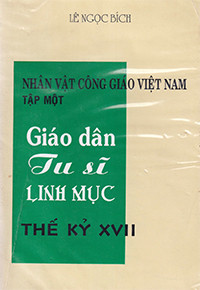 LÊ NGỌC BÍCH
NHÂN VẬT CÔNG GIÁO VIỆT NAM
TẬP MỘT
Giáo dân
Tu sĩ
LINH MỤC
THẾ KỶ XVII